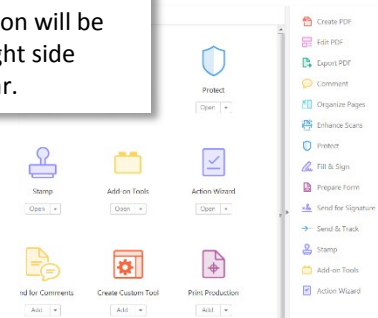 on will be
ght side
r.
Protect
Open
Stamp
Add-on Tools
Action Wizard
Open
Open
Open
nd for Comments
Create Custom Tool
Print Production
Add
Add
Add
Create PDF
Edit PDF
Export PDF
Comment
Organize Pages
Enhance Scans
Protect
Fill & Sign
Prepare Form
Send for Signature
Send & Track
Stamp
Add-on Tools
Action Wizard